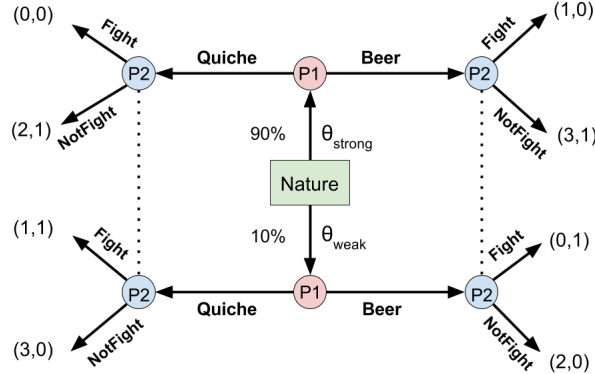 (0,0)
Fight
Quiche
P1
Beer
Fight
(1,0)
P2
P2
(2,1)
NotFight
90%
θstrong
NotFight
(3,1)
Nature
(1,1)
Fight
10%
θweak
Fight
(0,1)
P2
P1
P2
Quiche
Beer
(3,0)
NotFight
NotFight
(2,0)